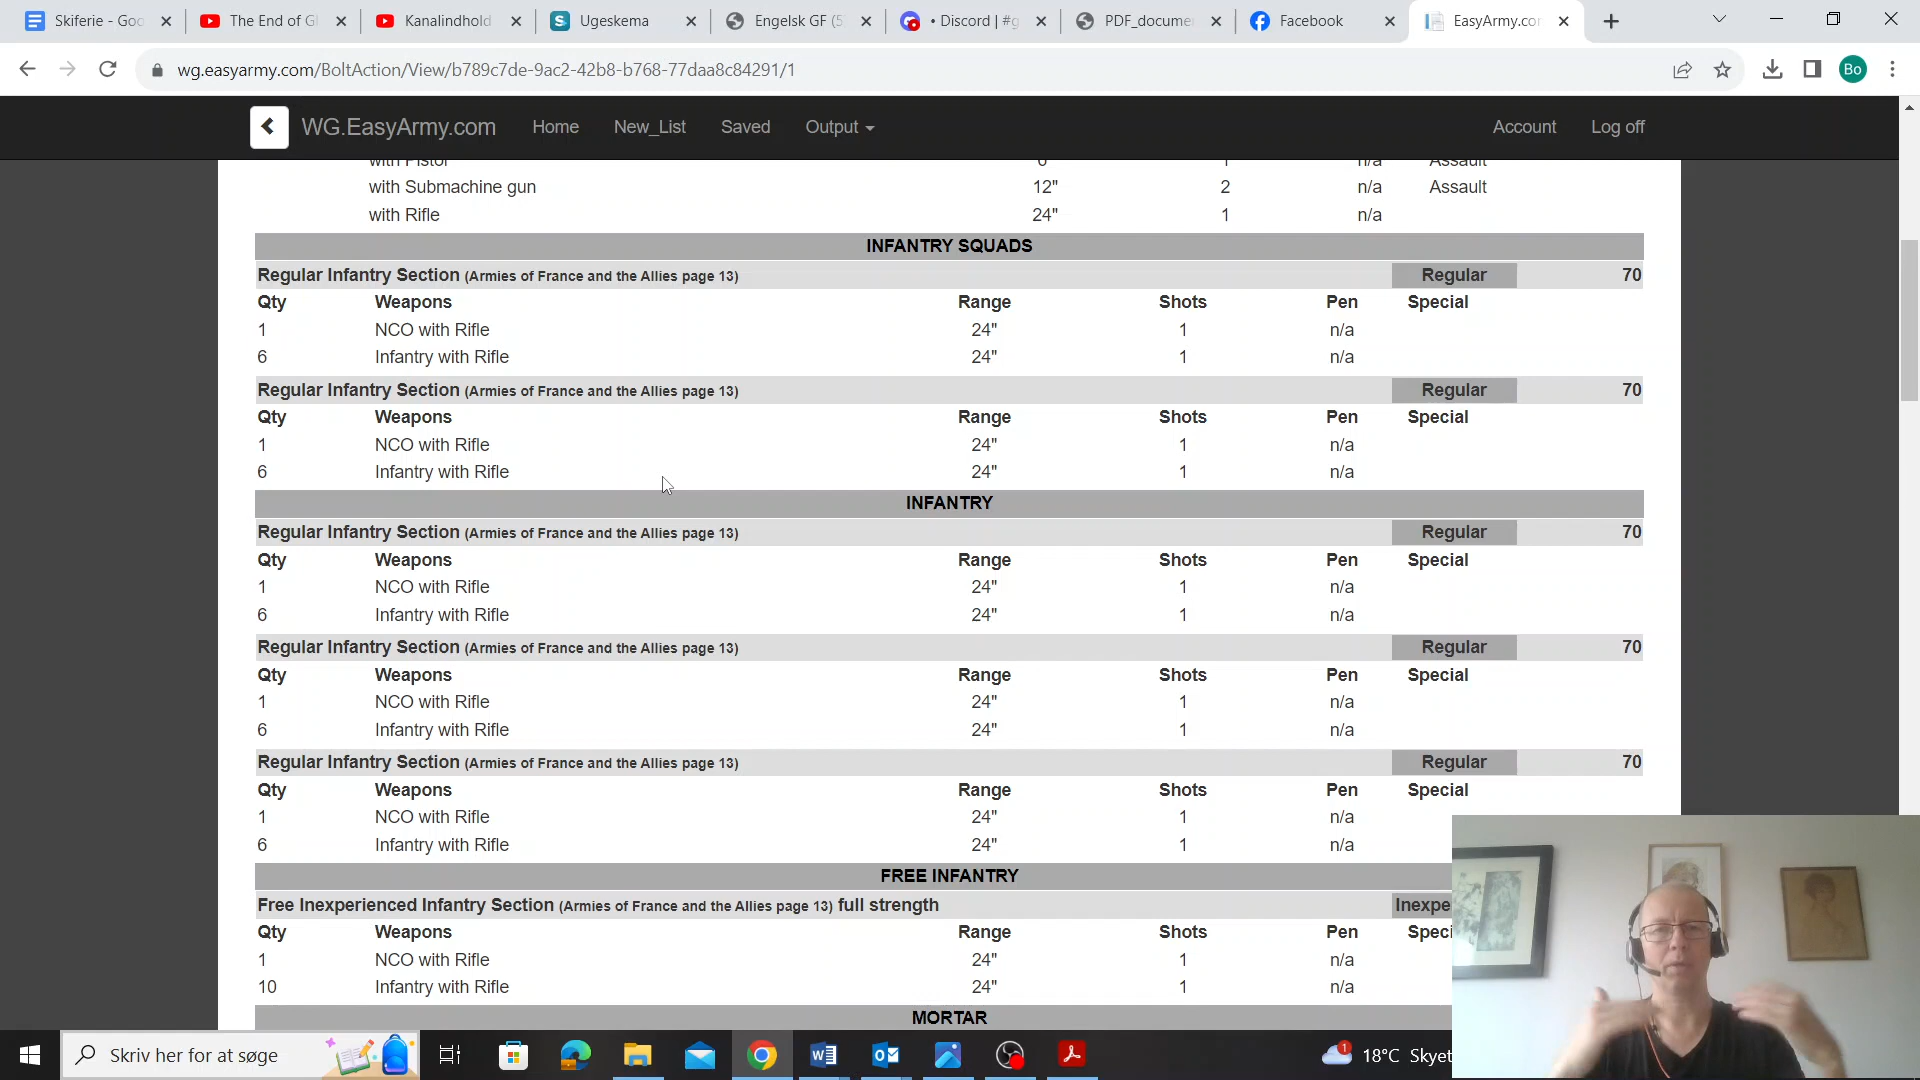 Skiferie - Goo
The End of Gl
Kanalindhold
Ugeskema
Engelsk GF (5
• Discord | #g
PDF_docume
Facebook
EasyArmy.co
wg.easyarmy.com/BoltAction/View/b789c7de-9ac2-42b8-b768-77daa8c84291/1
Bo
WG.EasyArmy.com Home New_List Saved Output Account Log off
with Pistol 6" 1 n/a Assault
with Submachine gun 12" 2 n/a Assault
with Rifle 24" 1 n/a
INFANTRY SQUADS
Regular Infantry Section (Armies of France and the Allies page 13) Regular 70
Qty Weapons Range Shots Pen Special
1 NCO with Rifle 24" 1 n/a
6 Infantry with Rifle 24" 1 n/a
Regular Infantry Section (Armies of France and the Allies page 13) Regular 70
Qty Weapons Range Shots Pen Special
1 NCO with Rifle 24" 1 n/a
6 Infantry with Rifle 24" 1 n/a
INFANTRY
Regular Infantry Section (Armies of France and the Allies page 13) Regular 70
Qty Weapons Range Shots Pen Special
1 NCO with Rifle 24" 1 n/a
6 Infantry with Rifle 24" 1 n/a
Regular Infantry Section (Armies of France and the Allies page 13) Regular 70
Qty Weapons Range Shots Pen Special
1 NCO with Rifle 24" 1 n/a
6 Infantry with Rifle 24" 1 n/a
Regular Infantry Section (Armies of France and the Allies page 13) Regular 70
Qty Weapons Range Shots Pen Special
1 NCO with Rifle 24" 1 n/a
6 Infantry with Rifle 24" 1 n/a
FREE INFANTRY
Free Inexperienced Infantry Section (Armies of France and the Allies page 13) full strength Inexpe
Qty Weapons Range Shots Pen Speci
1 NCO with Rifle 24" 1 n/a
10 Infantry with Rifle 24" 1 n/a
MORTAR
Skriv her for at søge
1
18°C Skyet